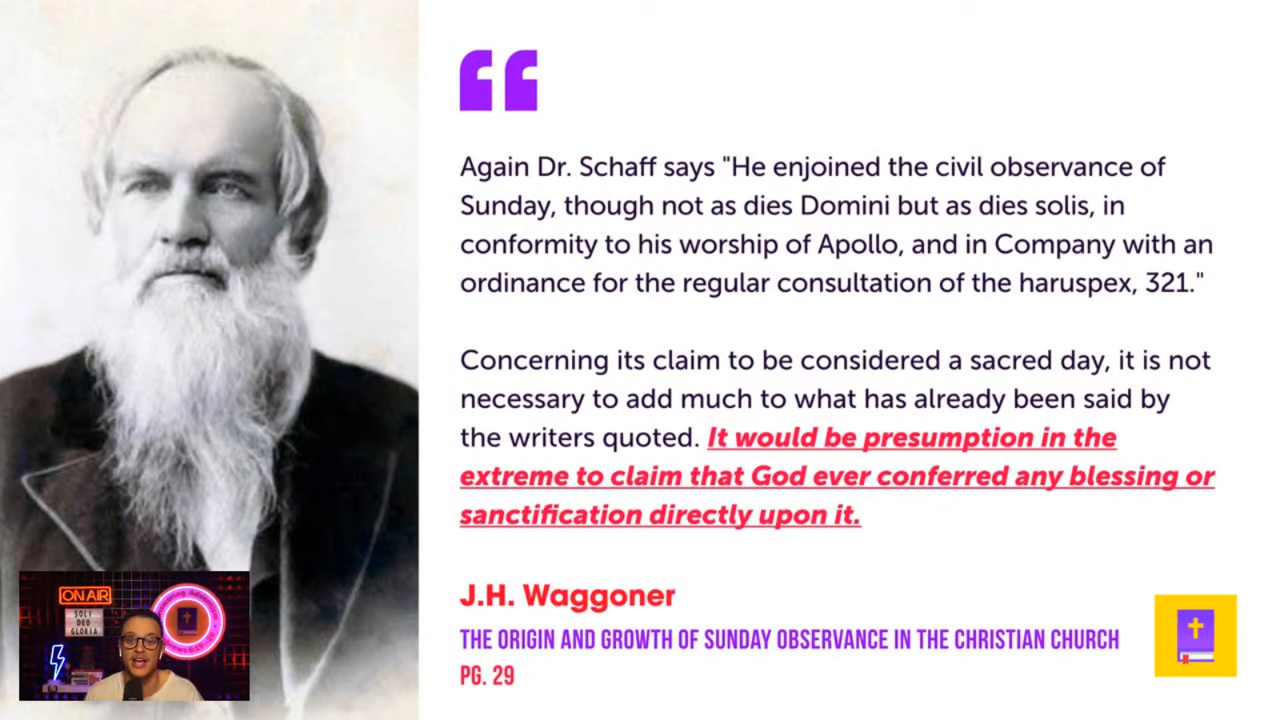 Again Dr. Schaff says "He enjoined the civil observance of
Sunday, though not as dies Domini but as dies solis, in
conformity to his worship of Apollo, and in Company with an
ordinance for the regular consultation of the haruspex, 321."
Concerning its claim to be considered a sacred day, it is not
necessary to add much to what has already been said by
the writers quoted. It would be presumption in the
extreme to claim that God ever conferred any blessing or
sanctification directly upon it.
J.H. Waggoner
THE ORIGIN AND GROWTH OF SUNDAY OBSERVANCE IN THE CHRISTIAN CHURCH
PG. 29
ON AIR
SOLI
DEO
GLORIA